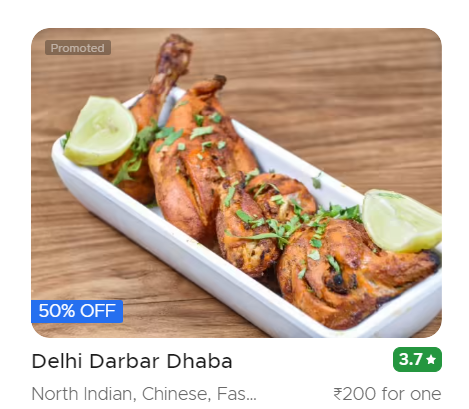 Promoted
50% OFF
Delhi Darbar Dhaba
3.7★
North Indian, Chinese, Fas...
₹200 for one